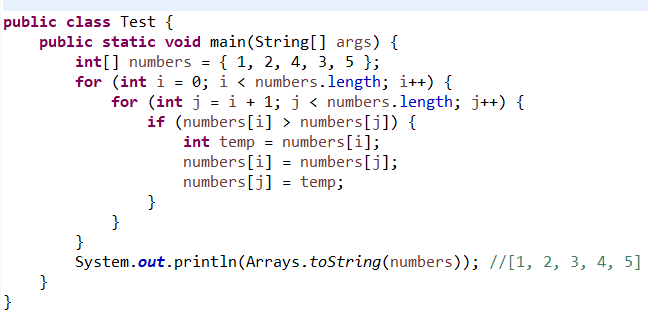 public class Test {
    public static void main(String[] args) {
        int[] numbers = { 1, 2, 4, 3, 5 };
        for (int i = 0; i < numbers.length; i++) {
            for (int j = i + 1; j < numbers.length; j++) {
                if (numbers[i] > numbers[j]) {
                    int temp = numbers[i];
                    numbers[i] = numbers[j];
                    numbers[j] = temp;
                }
            }
        }
        System.out.println(Arrays.toString(numbers)); //[1, 2, 3, 4, 5]
    }
}